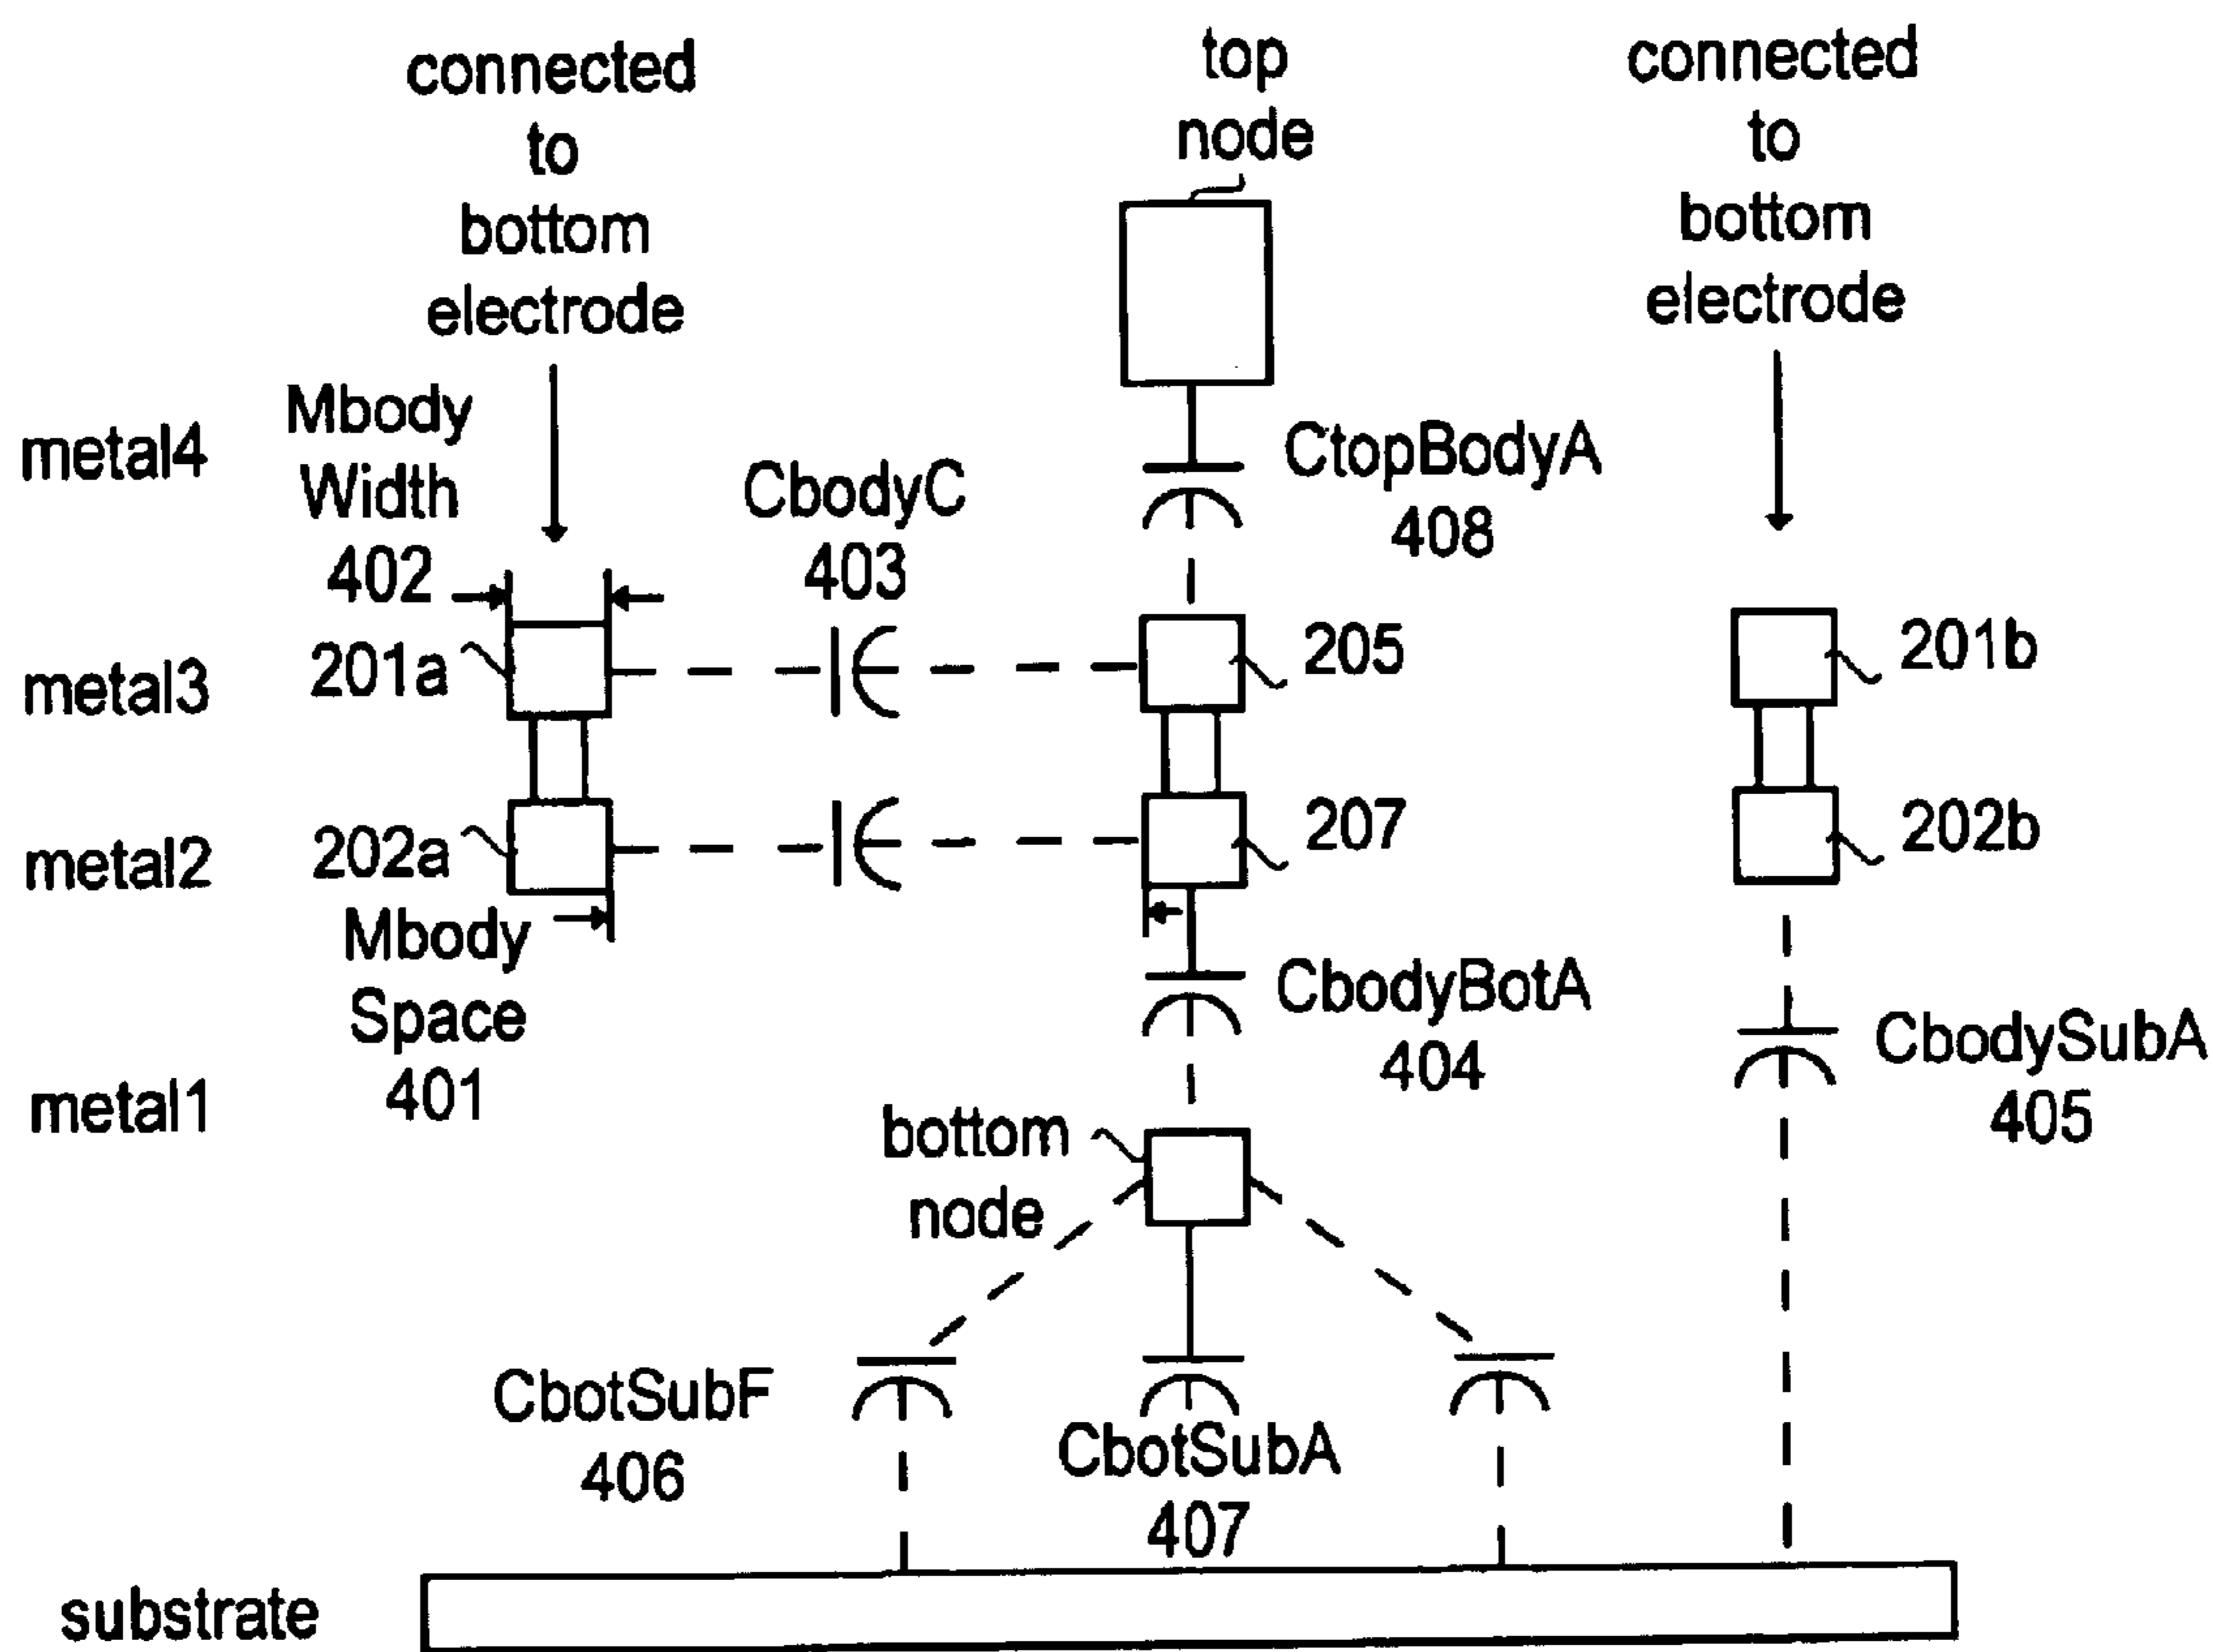 connected
to
bottom
electrode
top
node
connected
to
bottom
electrode
metal4
Mbody
Width
402
CbodyC
403
CtopBodyA
408
metal3
201a
205
201b
metal2
202a
207
202b
Mbody
Space
401
CbodyBotA
404
CbodySubA
405
metal1
bottom
node
CbotSubF
406
CbotSubA
407
substrate